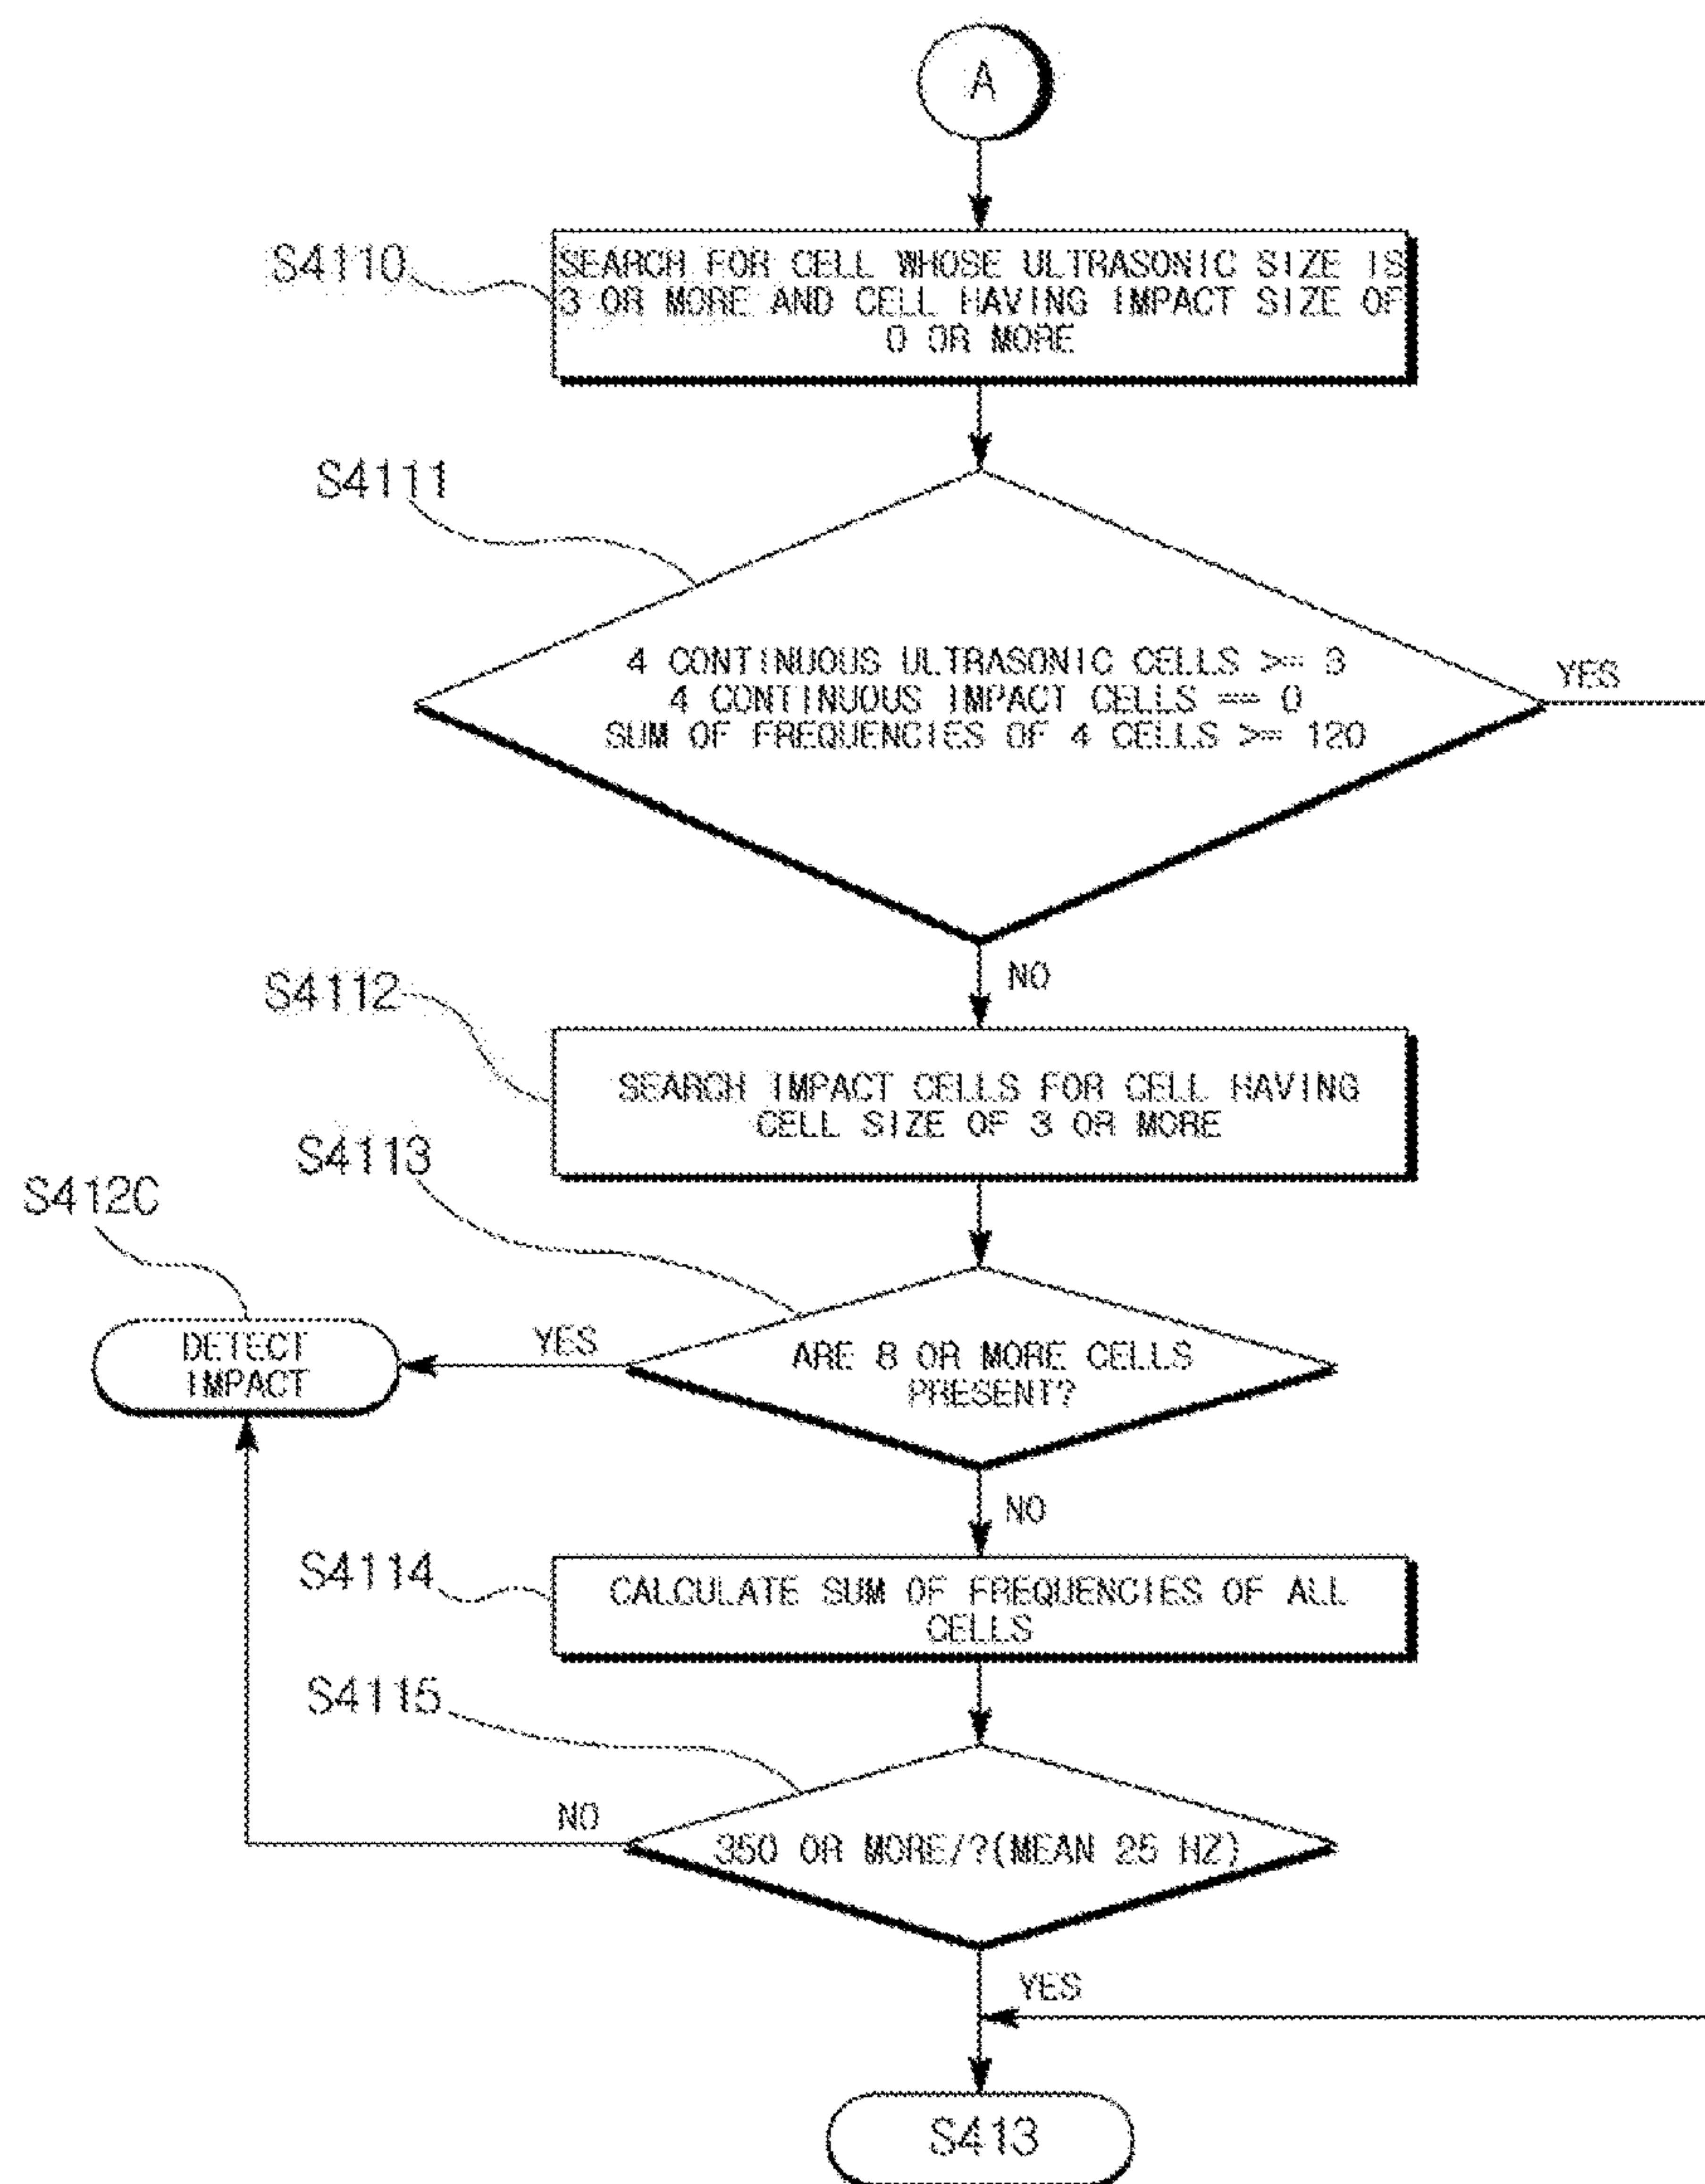 A
S4110
SEARCH FOR CELL WHOSE ULTRASONIC SIZE IS
3 OR MORE AND CELL HAVING IMPACT SIZE OF
0 OR MORE
S4111
4 CONTINUOUS ULTRASONIC CELLS >= 3
4 CONTINUOUS IMPACT CELLS == 0
SUM OF FREQUENCIES OF 4 CELLS >= 120
YES
NO
S4112
SEARCH IMPACT CELLS FOR CELL HAVING
CELL SIZE OF 3 OR MORE
S4113
S412C
DETECT
IMPACT
YES
ARE 8 OR MORE CELLS
PRESENT?
NO
S4114
CALCULATE SUM OF FREQUENCIES OF ALL
CELLS
S4115
NO
350 OR MORE/?(MEAN 25 HZ)
YES
S413